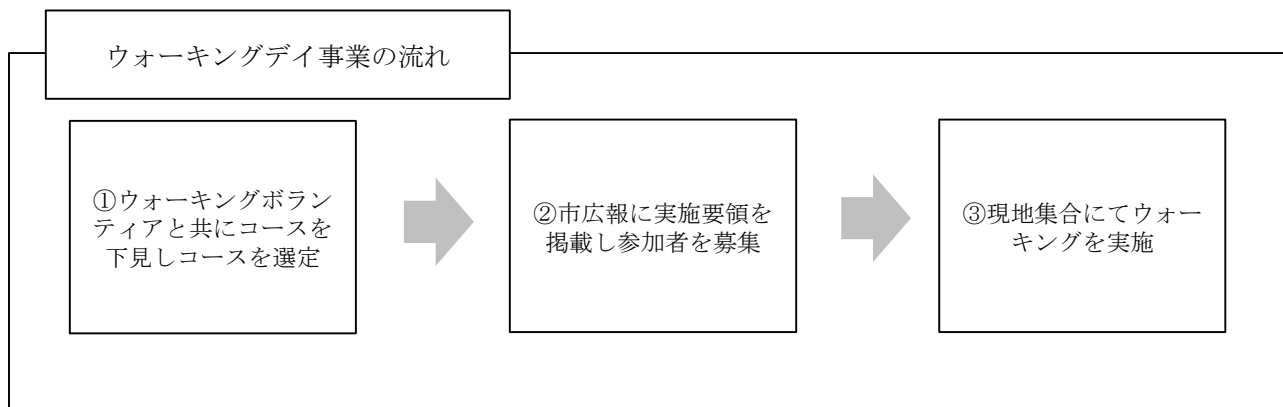 ウォーキングデイ事業の流れ
①ウォーキングボラン
ティアと共にコースを
下見しコースを選定
②市広報に実施要領を
掲載し参加者を募集
③現地集合にてウォー
キングを実施